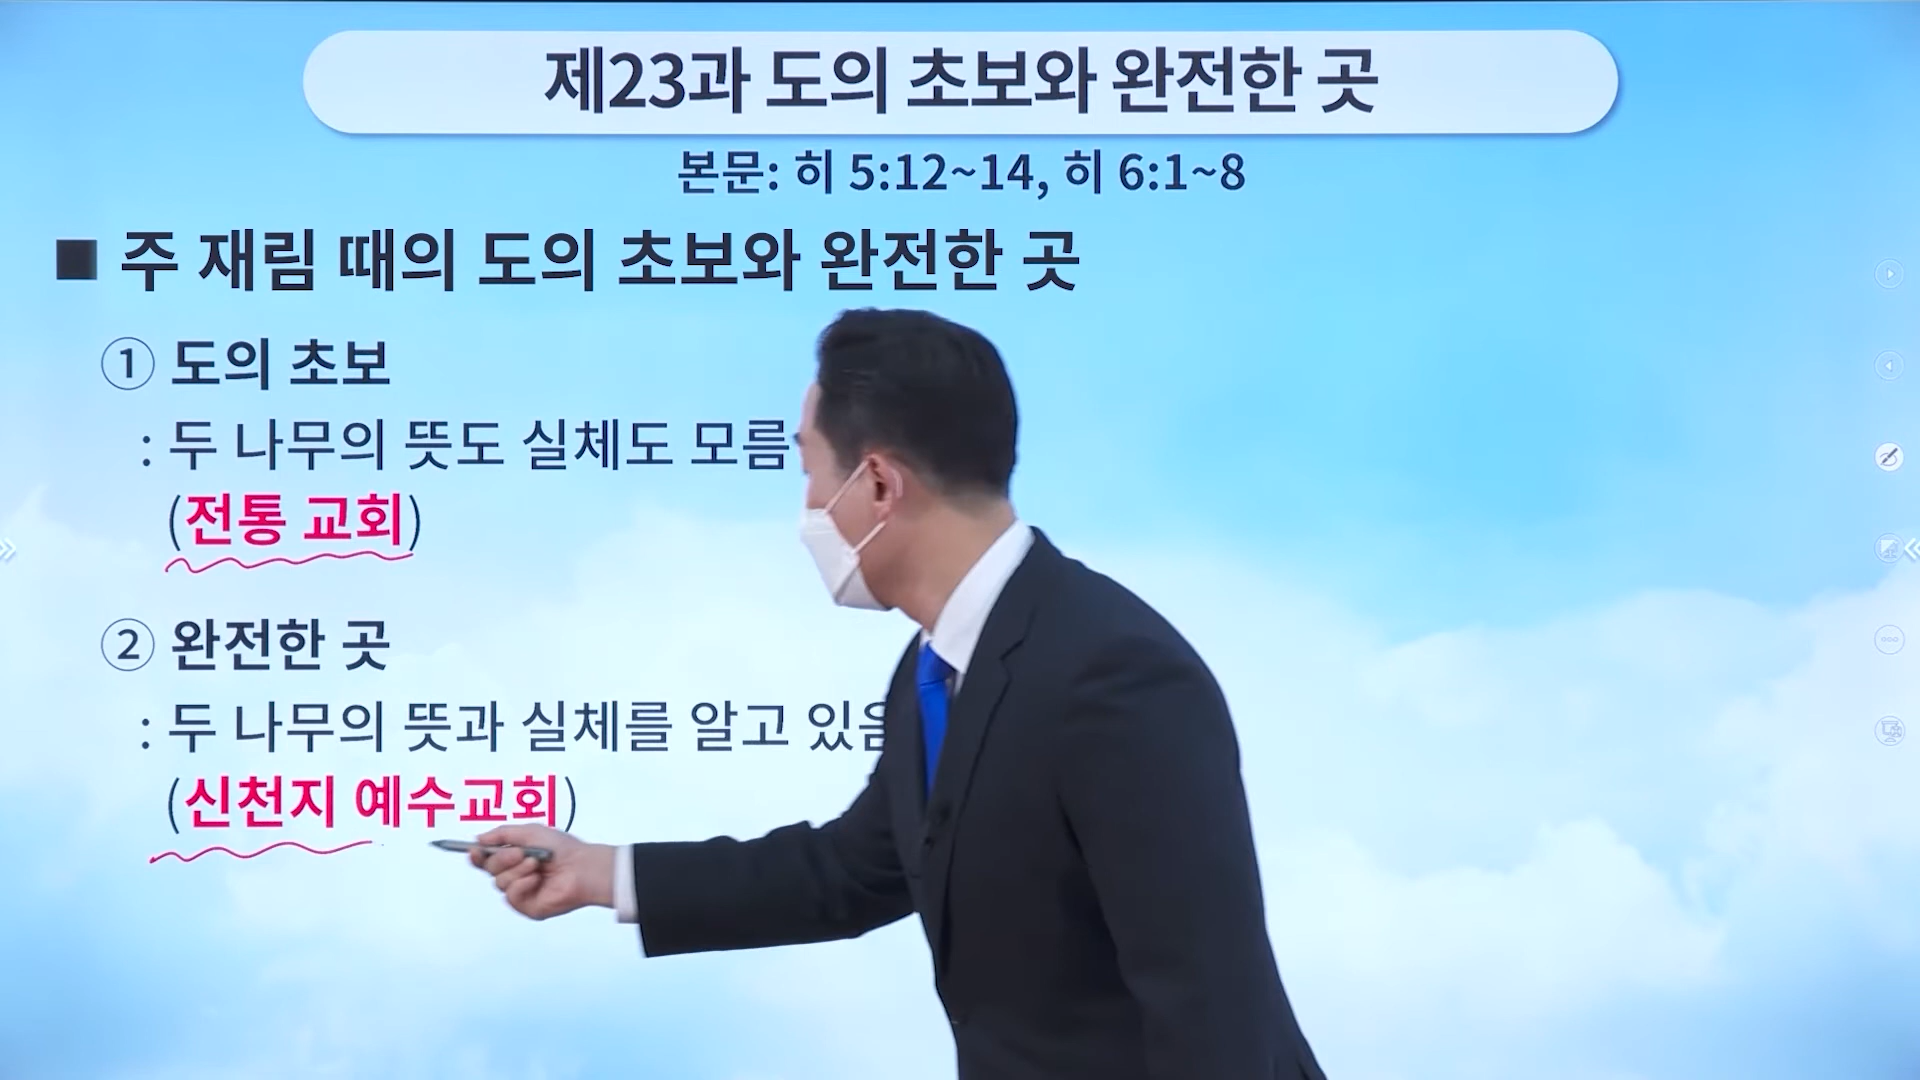 제23과 도의 초보와 완전한 곳
본문: 히 5:12~14, 히 6:1~8
■ 주 재림 때의 도의 초보와 완전한 곳
① 도의 초보
: 두 나무의 뜻도 실체도 모름
(전통 교회)
② 완전한 곳
: 두 나무의 뜻과 실체를 알고 있음
(신천지 예수교회)